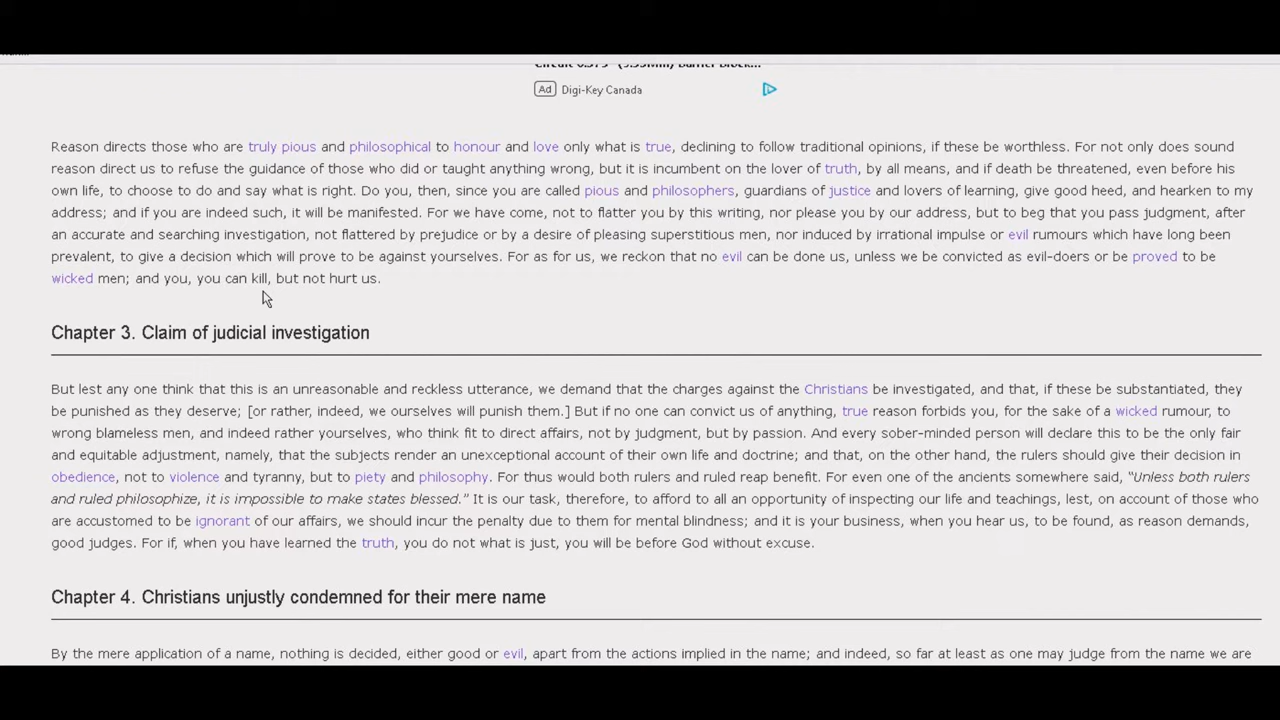 Ad Digi-Key Canada
Reason directs those who are truly pious and philosophical to honour and love only what is true, declining to follow traditional opinions, if these be worthless. For not only does sound
reason direct us to refuse the guidance of those who did or taught anything wrong, but it is incumbent on the lover of truth, by all means, and if death be threatened, even before his
own life, to choose to do and say what is right. Do you, then, since you are called pious and philosophers, guardians of justice and lovers of learning, give good heed, and hearken to my
address; and if you are indeed such, it will be manifested. For we have come, not to flatter you by this writing, nor please you by our address, but to beg that you pass judgment, after
an accurate and searching investigation, not flattered by prejudice or by a desire of pleasing superstitious men, nor induced by irrational impulse or evil rumours which have long been
prevalent, to give a decision which will prove to be against yourselves. For as for us, we reckon that no evil can be done us, unless we be convicted as evil-doers or be proved to be
wicked men; and you, you can kill, but not hurt us.
Chapter 3. Claim of judicial investigation
But lest any one think that this is an unreasonable and reckless utterance, we demand that the charges against the Christians be investigated, and that, if these be substantiated, they
be punished as they deserve; [or rather, indeed, we ourselves will punish them.] But if no one can convict us of anything, true reason forbids you, for the sake of a wicked rumour, to
wrong blameless men, and indeed rather yourselves, who think fit to direct affairs, not by judgment, but by passion. And every sober-minded person will declare this to be the only fair
and equitable adjustment, namely, that the subjects render an unexceptional account of their own life and doctrine; and that, on the other hand, the rulers should give their decision in
obedience, not to violence and tyranny, but to piety and philosophy. For thus would both rulers and ruled reap benefit. For even one of the ancients somewhere said, “Unless both rulers
and ruled philosophize, it is impossible to make states blessed.” It is our task, therefore, to afford to all an opportunity of inspecting our life and teachings, lest, on account of those who
are accustomed to be ignorant of our affairs, we should incur the penalty due to them for mental blindness; and it is your business, when you hear us, to be found, as reason demands,
good judges. For if, when you have learned the truth, you do not what is just, you will be before God without excuse.
Chapter 4. Christians unjustly condemned for their mere name
By the mere application of a name, nothing is decided, either good or evil, apart from the actions implied in the name; and indeed, so far at least as one may judge from the name we are